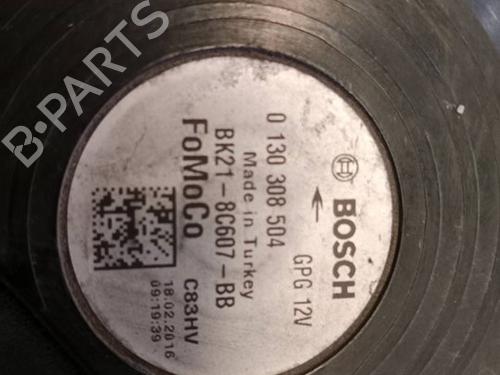 BOSCH
GPG 12V
0 130 308 504
Made in Turkey
BK21-8C607-BB
FoMoCo
C83HV
18.02.2016
09:19:39
B-PARTS